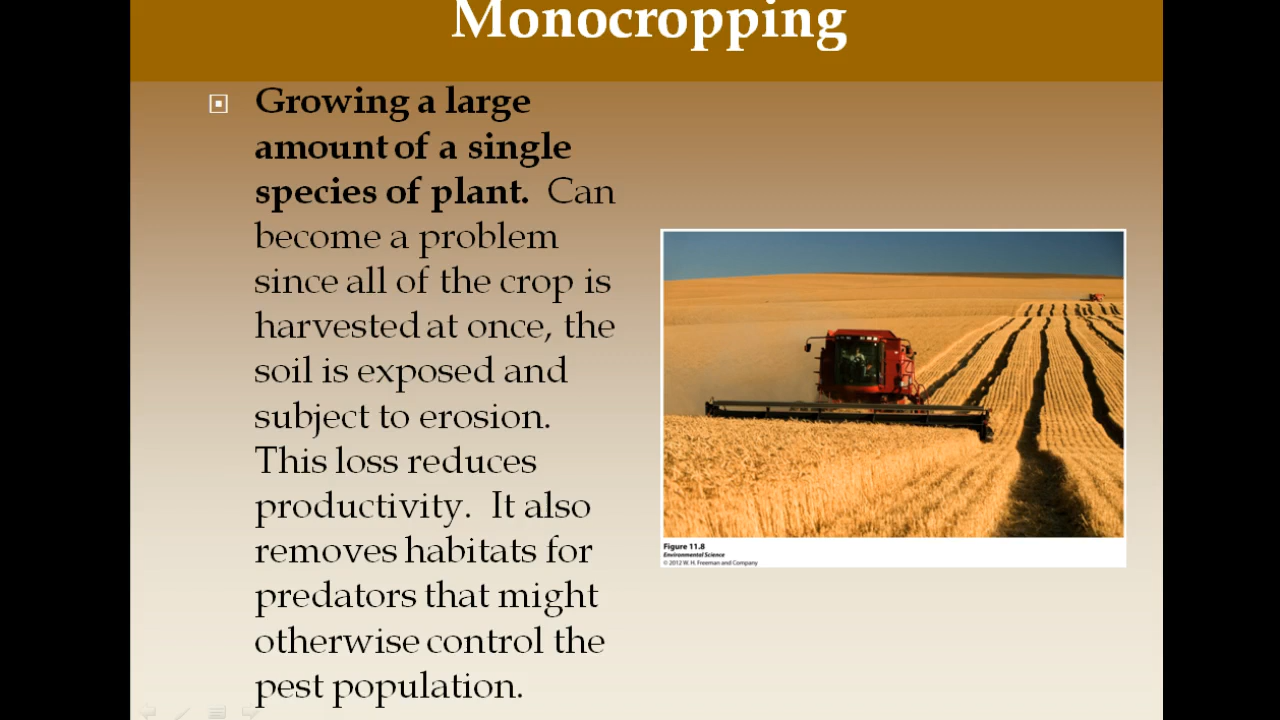 Monocropping
Growing a large
amount of a single
species of plant. Can
become a problem
since all of the crop is
harvested at once, the
soil is exposed and
subject to erosion.
This loss reduces
productivity. It also
removes habitats for
predators that might
otherwise control the
pest population.
Figure 11.8
Environmental Science
© 2012 W. H. Freeman and Company